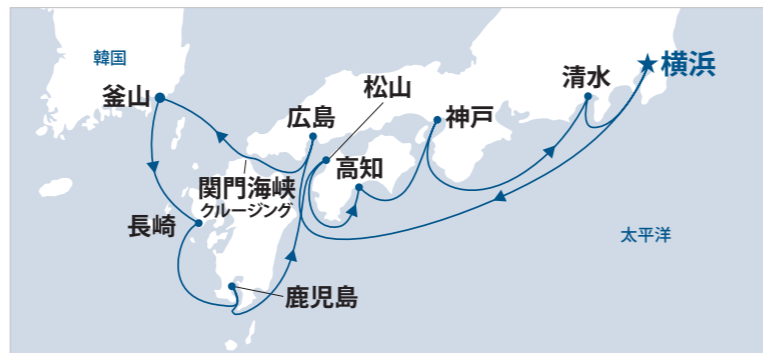 韓国
釜山
松山
広島
神戸
清水
★横浜
高知
関門海峡
クルージング
長崎
太平洋
鹿児島